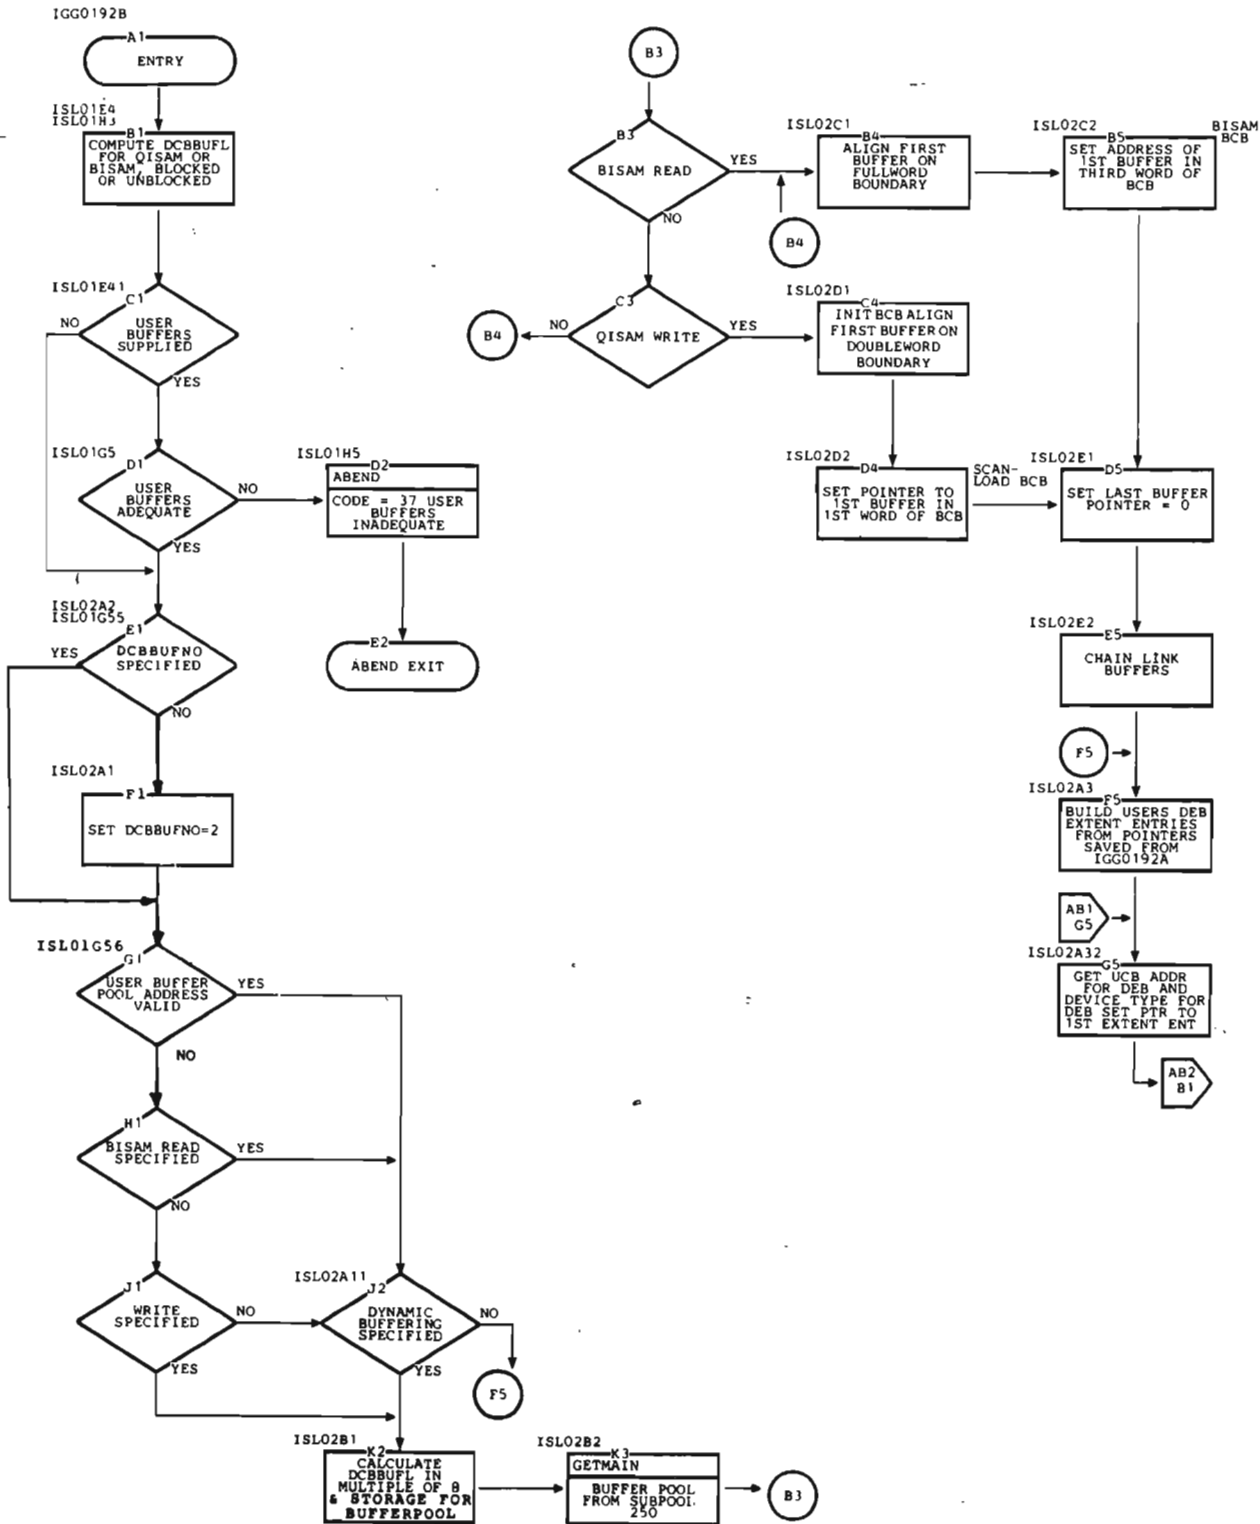 IGG0192B
A1
ENTRY
ISL01E4
ISL01H3
B1
COMPUTE DCBBUFL
FOR QISAM OR
BISAM, BLOCKED
OR UNBLOCKED
ISL01E41
C1
NO
USER
BUFFERS
SUPPLIED
YES
ISL01G5
D1
USER
BUFFERS
ADEQUATE
NO
YES
ISL01H5
D2
ABEND
CODE = 37 USER
BUFFERS
INADEQUATE
E2
ABEND EXIT
ISL02A2
ISL01G55
E1
YES
DCBBUFNO
SPECIFIED
NO
ISL02A1
F1
SET DCBBUFNO=2
ISL01G56
G1
USER BUFFER
POOL ADDRESS
VALID
YES
NO
H1
BISAM READ
SPECIFIED
YES
NO
J1
WRITE
SPECIFIED
NO
YES
ISL02A11
J2
DYNAMIC
BUFFERING
SPECIFIED
NO
YES
F5
ISL02B1
K2
CALCULATE
DCBBUFL IN
MULTIPLE OF 8
& STORAGE FOR
BUFFERPOOL
ISL02B2
K3
GETMAIN
BUFFER POOL
FROM SUBPOOL.
250
B3
B3
B3
BISAM READ
YES
NO
B4
ISL02C1
B4
ALIGN FIRST
BUFFER ON
FULLWORD
BOUNDARY
ISL02C2
B5
BISAM
BCB
SET ADDRESS OF
1ST BUFFER IN
THIRD WORD OF
BCB
C3
B4
NO
QISAM WRITE
YES
ISL02D1
C4
INIT BCB ALIGN
FIRST BUFFER ON
DOUBLEWORD
BOUNDARY
ISL02D2
D4
SET POINTER TO
1ST BUFFER IN
1ST WORD OF BCB
SCAN-
LOAD BCB
ISL02E1
D5
SET LAST BUFFER
POINTER = 0
ISL02E2
E5
CHAIN LINK
BUFFERS
F5
ISL02A3
F5
BUILD USERS DEB
EXTENT ENTRIES
FROM POINTERS
SAVED FROM
IGG0192A
AB1
G5
ISL02A32
G5
GET UCB ADDR
FOR DEB AND
DEVICE TYPE FOR
DEB SET PTR TO
1ST EXTENT ENT
AB2
B1